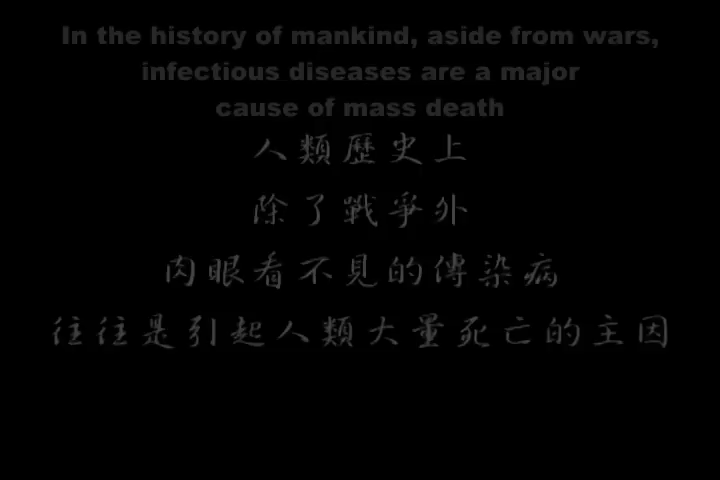 In the history of mankind, aside from wars,
infectious diseases are a major
cause of mass death
人類歷史上
除了戰爭外
肉眼看不見的傳染病
往往是引起人類大量死亡的主因